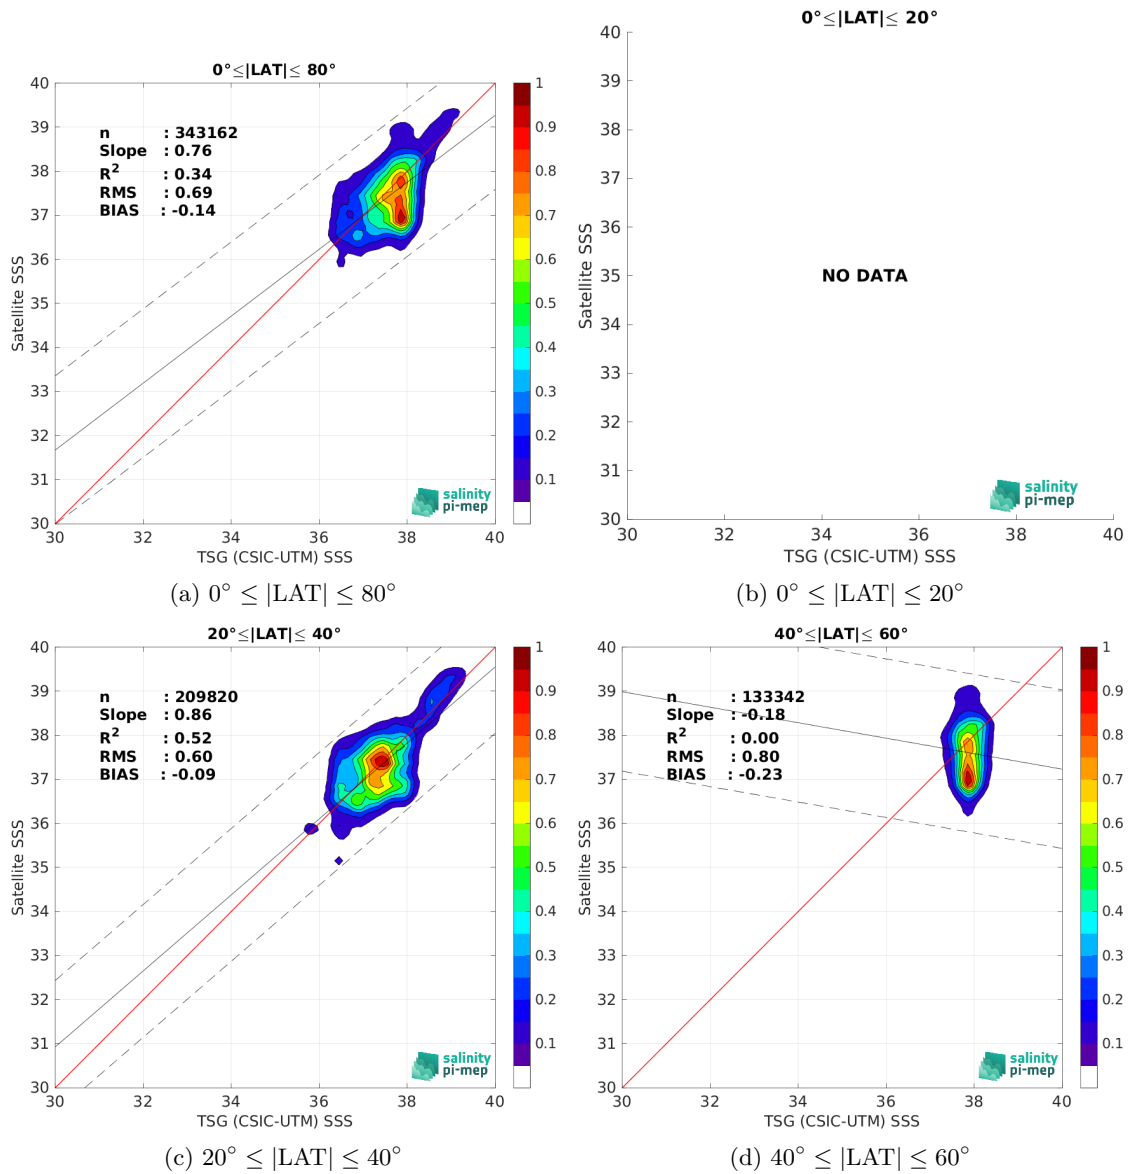 0°≤|LAT|≤ 80°
40
39
38
37
36
35
34
33
32
31
30
Satellite SSS
n : 343162
Slope : 0.76
R2 : 0.34
RMS : 0.69
BIAS : -0.14
salinity
pi-mep
30 32 34 36 38 40
TSG (CSIC-UTM) SSS
1
0.9
0.8
0.7
0.6
0.5
0.4
0.3
0.2
0.1
(a) 0° ≤ |LAT| ≤ 80°
0°≤|LAT|≤ 20°
40
39
38
37
36
35
34
33
32
31
30
Satellite SSS
NO DATA
salinity
pi-mep
30 32 34 36 38 40
TSG (CSIC-UTM) SSS
(b) 0° ≤ |LAT| ≤ 20°
20°≤|LAT|≤ 40°
40
39
38
37
36
35
34
33
32
31
30
Satellite SSS
n : 209820
Slope : 0.86
R2 : 0.52
RMS : 0.60
BIAS : -0.09
salinity
pi-mep
30 32 34 36 38 40
TSG (CSIC-UTM) SSS
1
0.9
0.8
0.7
0.6
0.5
0.4
0.3
0.2
0.1
(c) 20° ≤ |LAT| ≤ 40°
40°≤|LAT|≤ 60°
40
39
38
37
36
35
34
33
32
31
30
Satellite SSS
n : 133342
Slope : -0.18
R2 : 0.00
RMS : 0.80
BIAS : -0.23
salinity
pi-mep
30 32 34 36 38 40
TSG (CSIC-UTM) SSS
1
0.9
0.8
0.7
0.6
0.5
0.4
0.3
0.2
0.1
(d) 40° ≤ |LAT| ≤ 60°